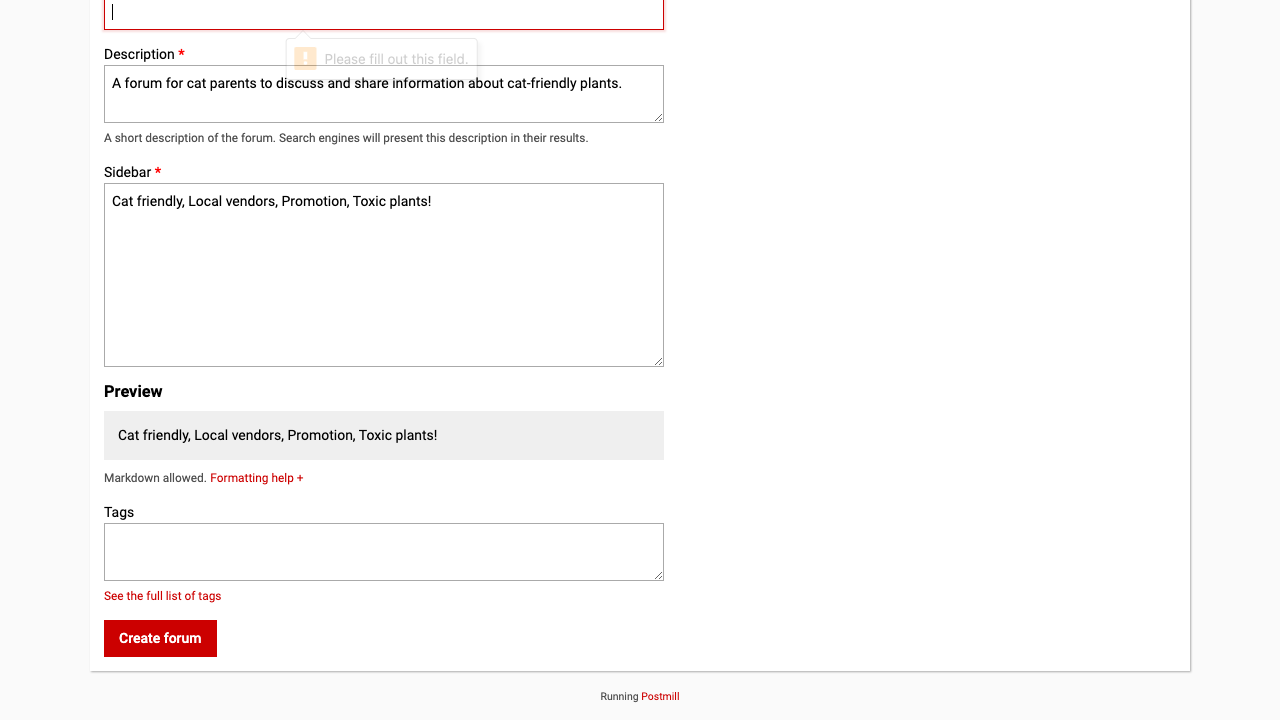 Description *
Please fill out this field.
A forum for cat parents to discuss and share information about cat-friendly plants.
A short description of the forum. Search engines will present this description in their results.
Sidebar *
Cat friendly, Local vendors, Promotion, Toxic plants!
Preview
Cat friendly, Local vendors, Promotion, Toxic plants!
Markdown allowed. Formatting help +
Tags
See the full list of tags
Create forum
Running Postmill